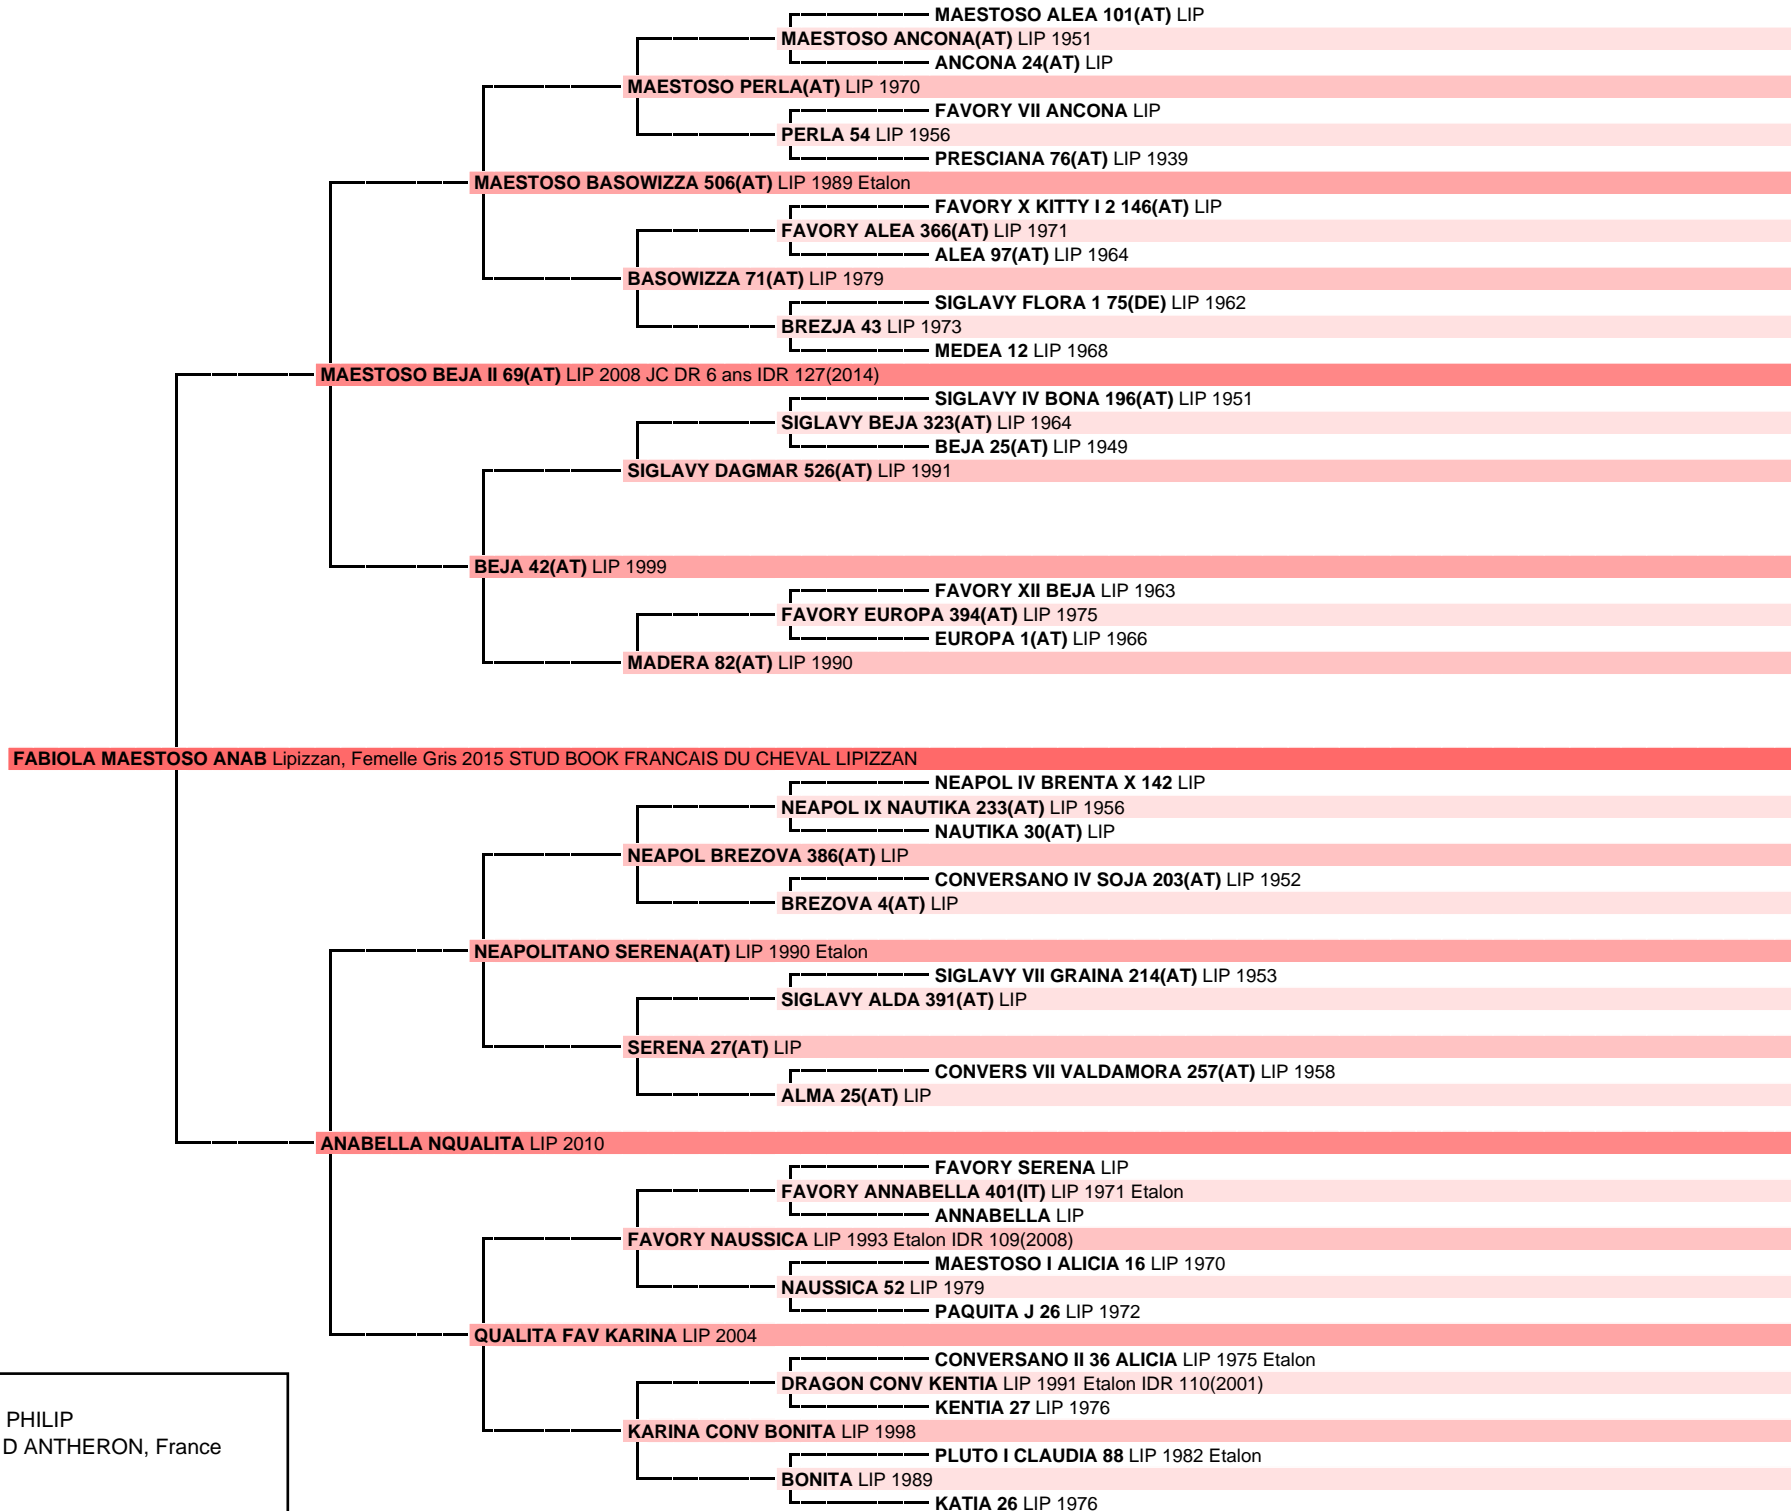 MAESTOSO ALEA 101(AT) LIP
MAESTOSO ANCONA(AT) LIP 1951
ANCONA 24(AT) LIP
MAESTOSO PERLA(AT) LIP 1970
FAVORY VII ANCONA LIP
PERLA 54 LIP 1956
PRESCIANA 76(AT) LIP 1939
MAESTOSO BASOWIZZA 506(AT) LIP 1989 Etalon
FAVORY X KITTY I 2 146(AT) LIP
FAVORY ALEA 366(AT) LIP 1971
ALEA 97(AT) LIP 1964
BASOWIZZA 71(AT) LIP 1979
SIGLAVY FLORA 1 75(DE) LIP 1962
BREZJA 43 LIP 1973
MEDEA 12 LIP 1968
MAESTOSO BEJA II 69(AT) LIP 2008 JC DR 6 ans IDR 127(2014)
SIGLAVY IV BONA 196(AT) LIP 1951
SIGLAVY BEJA 323(AT) LIP 1964
BEJA 25(AT) LIP 1949
SIGLAVY DAGMAR 526(AT) LIP 1991
BEJA 42(AT) LIP 1999
FAVORY XII BEJA LIP 1963
FAVORY EUROPA 394(AT) LIP 1975
EUROPA 1(AT) LIP 1966
MADERA 82(AT) LIP 1990
FABIOLA MAESTOSO ANAB Lipizzan, Femelle Gris 2015 STUD BOOK FRANCAIS DU CHEVAL LIPIZZAN
NEAPOL IV BRENTA X 142 LIP
NEAPOL IX NAUTIKA 233(AT) LIP 1956
NAUTIKA 30(AT) LIP
NEAPOL BREZOVA 386(AT) LIP
CONVERSANO IV SOJA 203(AT) LIP 1952
BREZOVA 4(AT) LIP
NEAPOLITANO SERENA(AT) LIP 1990 Etalon
SIGLAVY VII GRAINA 214(AT) LIP 1953
SIGLAVY ALDA 391(AT) LIP
SERENA 27(AT) LIP
CONVERS VII VALDAMORA 257(AT) LIP 1958
ALMA 25(AT) LIP
ANABELLA NQUALITA LIP 2010
FAVORY SERENA LIP
FAVORY ANNABELLA 401(IT) LIP 1971 Etalon
ANNABELLA LIP
FAVORY NAUSSICA LIP 1993 Etalon IDR 109(2008)
MAESTOSO I ALICIA 16 LIP 1970
NAUSSICA 52 LIP 1979
PAQUITA J 26 LIP 1972
QUALITA FAV KARINA LIP 2004
CONVERSANO II 36 ALICIA LIP 1975 Etalon
DRAGON CONV KENTIA LIP 1991 Etalon IDR 110(2001)
KENTIA 27 LIP 1976
KARINA CONV BONITA LIP 1998
PLUTO I CLAUDIA 88 LIP 1982 Etalon
BONITA LIP 1989
KATIA 26 LIP 1976
PHILIP
D ANTHERON, France